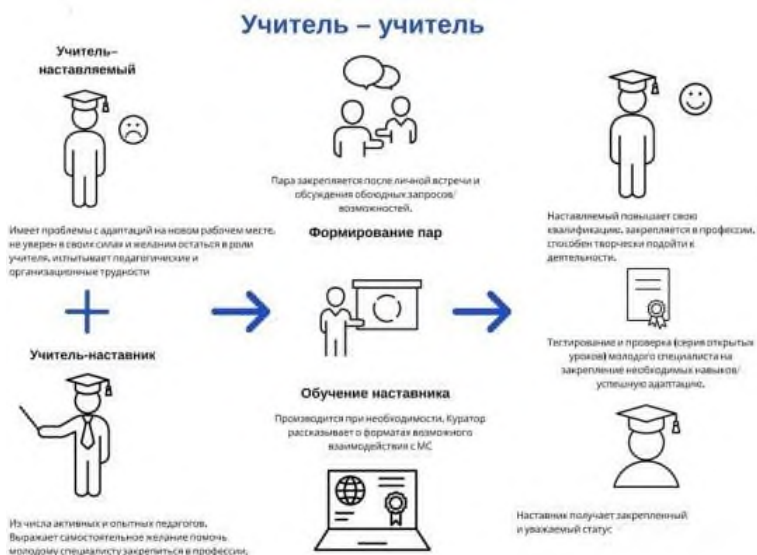 Учитель – учитель
Учитель–
наставляемый
Имеет проблемы с адаптаций на новом рабочем месте,
не уверен в своих силах и желании остаться в роли
учителя, испытывает педагогические и
организационные трудности
Учитель-наставник
Из числа активных и опытных педагогов.
Выражает самостоятельное желание помочь
молодому специалисту закрепиться в профессии,
Пара закрепляется после личной встречи и
обсуждения обоюдных запросов/
возможностей.
Формирование пар
Обучение наставника
Производится при необходимости. Куратор
рассказывает о форматах возможного
взаимодействия с МС
Наставляемый повышает свою
квалификацию, закрепляется в профессии,
способен творчески подойти к
деятельности.
Тестирование и проверка (серия открытых
уроков) молодого специалиста на
закрепление необходимых навыков/
успешную адаптацию.
Наставник получает закрепленный
и уважаемый статус